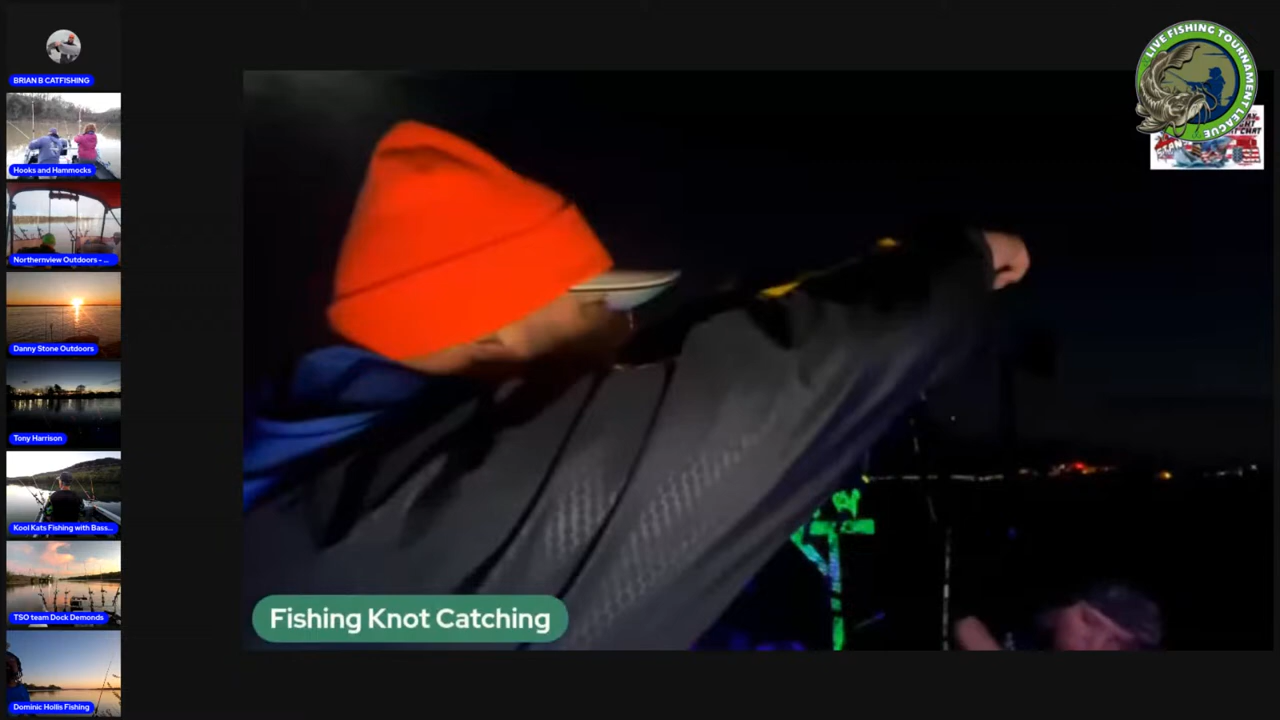 BRIAN B CATFISHING
Hooks and Hammocks
Northernview Outdoors - ...
Danny Stone Outdoors
Tony Harrison
Kool Kats Fishing with Bass...
TSO team Dock Demonds
Dominic Hollis Fishing
LIVE FISHING TOURNAMENT LEAGUE
Fishing Knot Catching